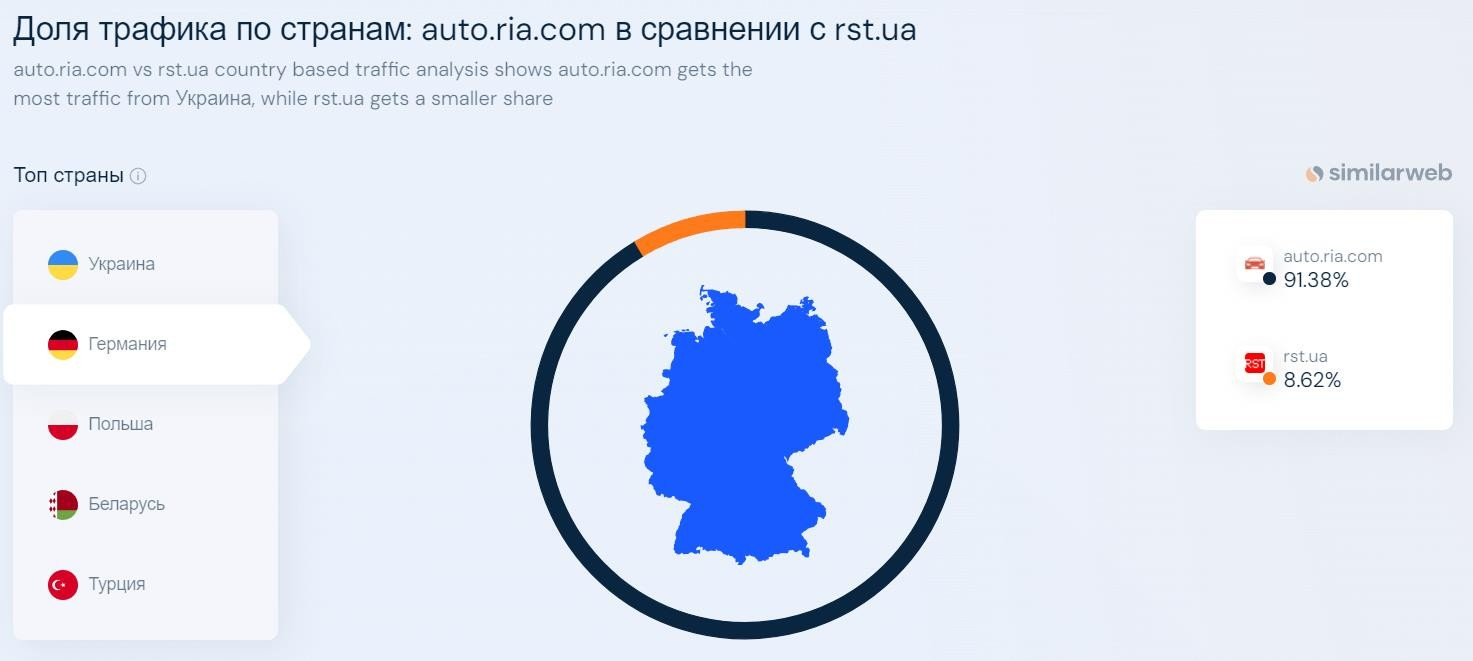 Доля трафика по странам: auto.ria.com в сравнении с rst.ua
auto.ria.com vs rst.ua country based traffic analysis shows auto.ria.com gets the
most traffic from Украина, while rst.ua gets a smaller share
Топ страны
similarweb
Украина
Германия
Польша
Беларусь
Турция
auto.ria.com
91.38%
RST
rst.ua
8.62%